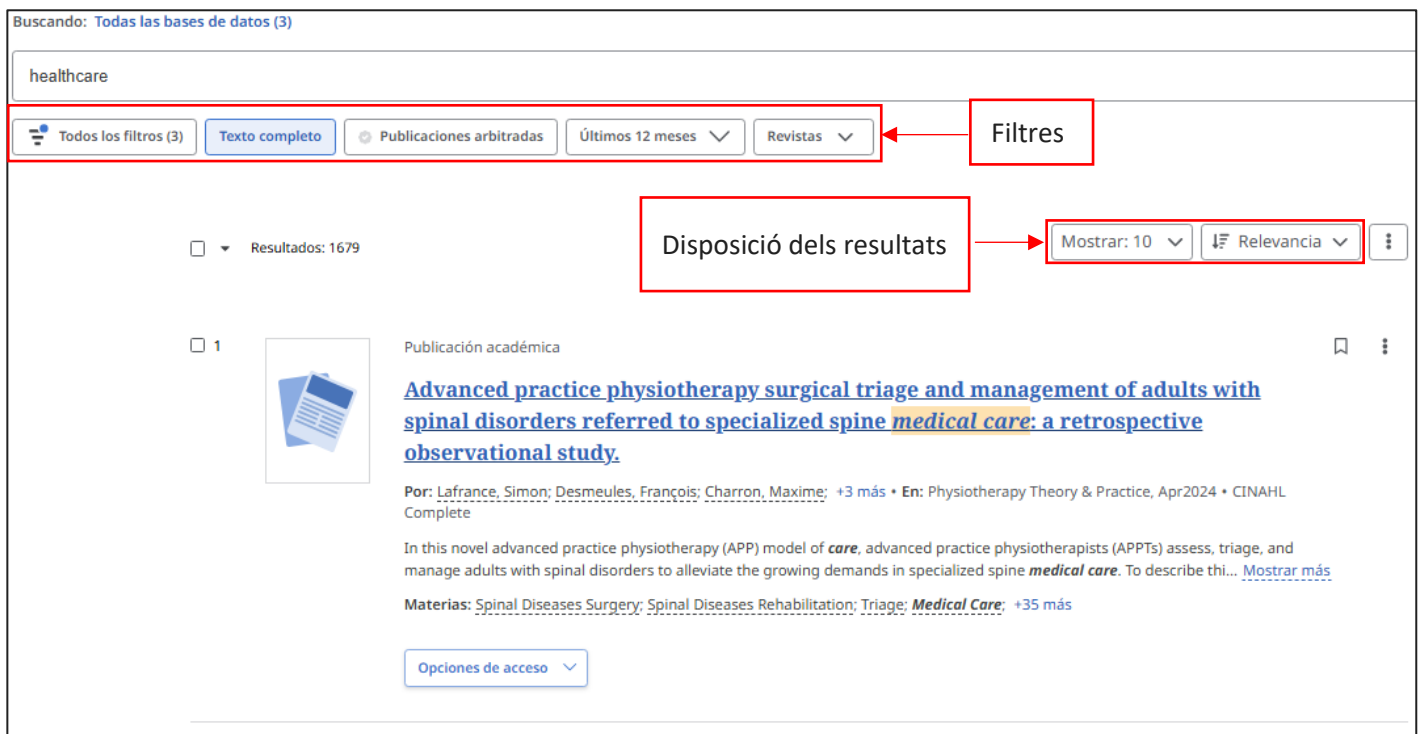 Buscando: Todas las bases de datos (3)
healthcare
Todos los filtros (3) Texto completo Publicaciones arbitradas Últimos 12 meses Revistas
Filtres
Disposició dels resultats
Resultados: 1679
Mostrar: 10 Relevancia
1
Publicación académica
Advanced practice physiotherapy surgical triage and management of adults with
spinal disorders referred to specialized spine medical care: a retrospective
observational study.
Por: Lafrance, Simon; Desmeules, François; Charron, Maxime; +3 más • En: Physiotherapy Theory & Practice, Apr2024 • CINAHL
Complete
In this novel advanced practice physiotherapy (APP) model of care, advanced practice physiotherapists (APPTs) assess, triage, and
manage adults with spinal disorders to alleviate the growing demands in specialized spine medical care. To describe thi... Mostrar más
Materias: Spinal Diseases Surgery; Spinal Diseases Rehabilitation; Triage; Medical Care; +35 más
Opciones de acceso